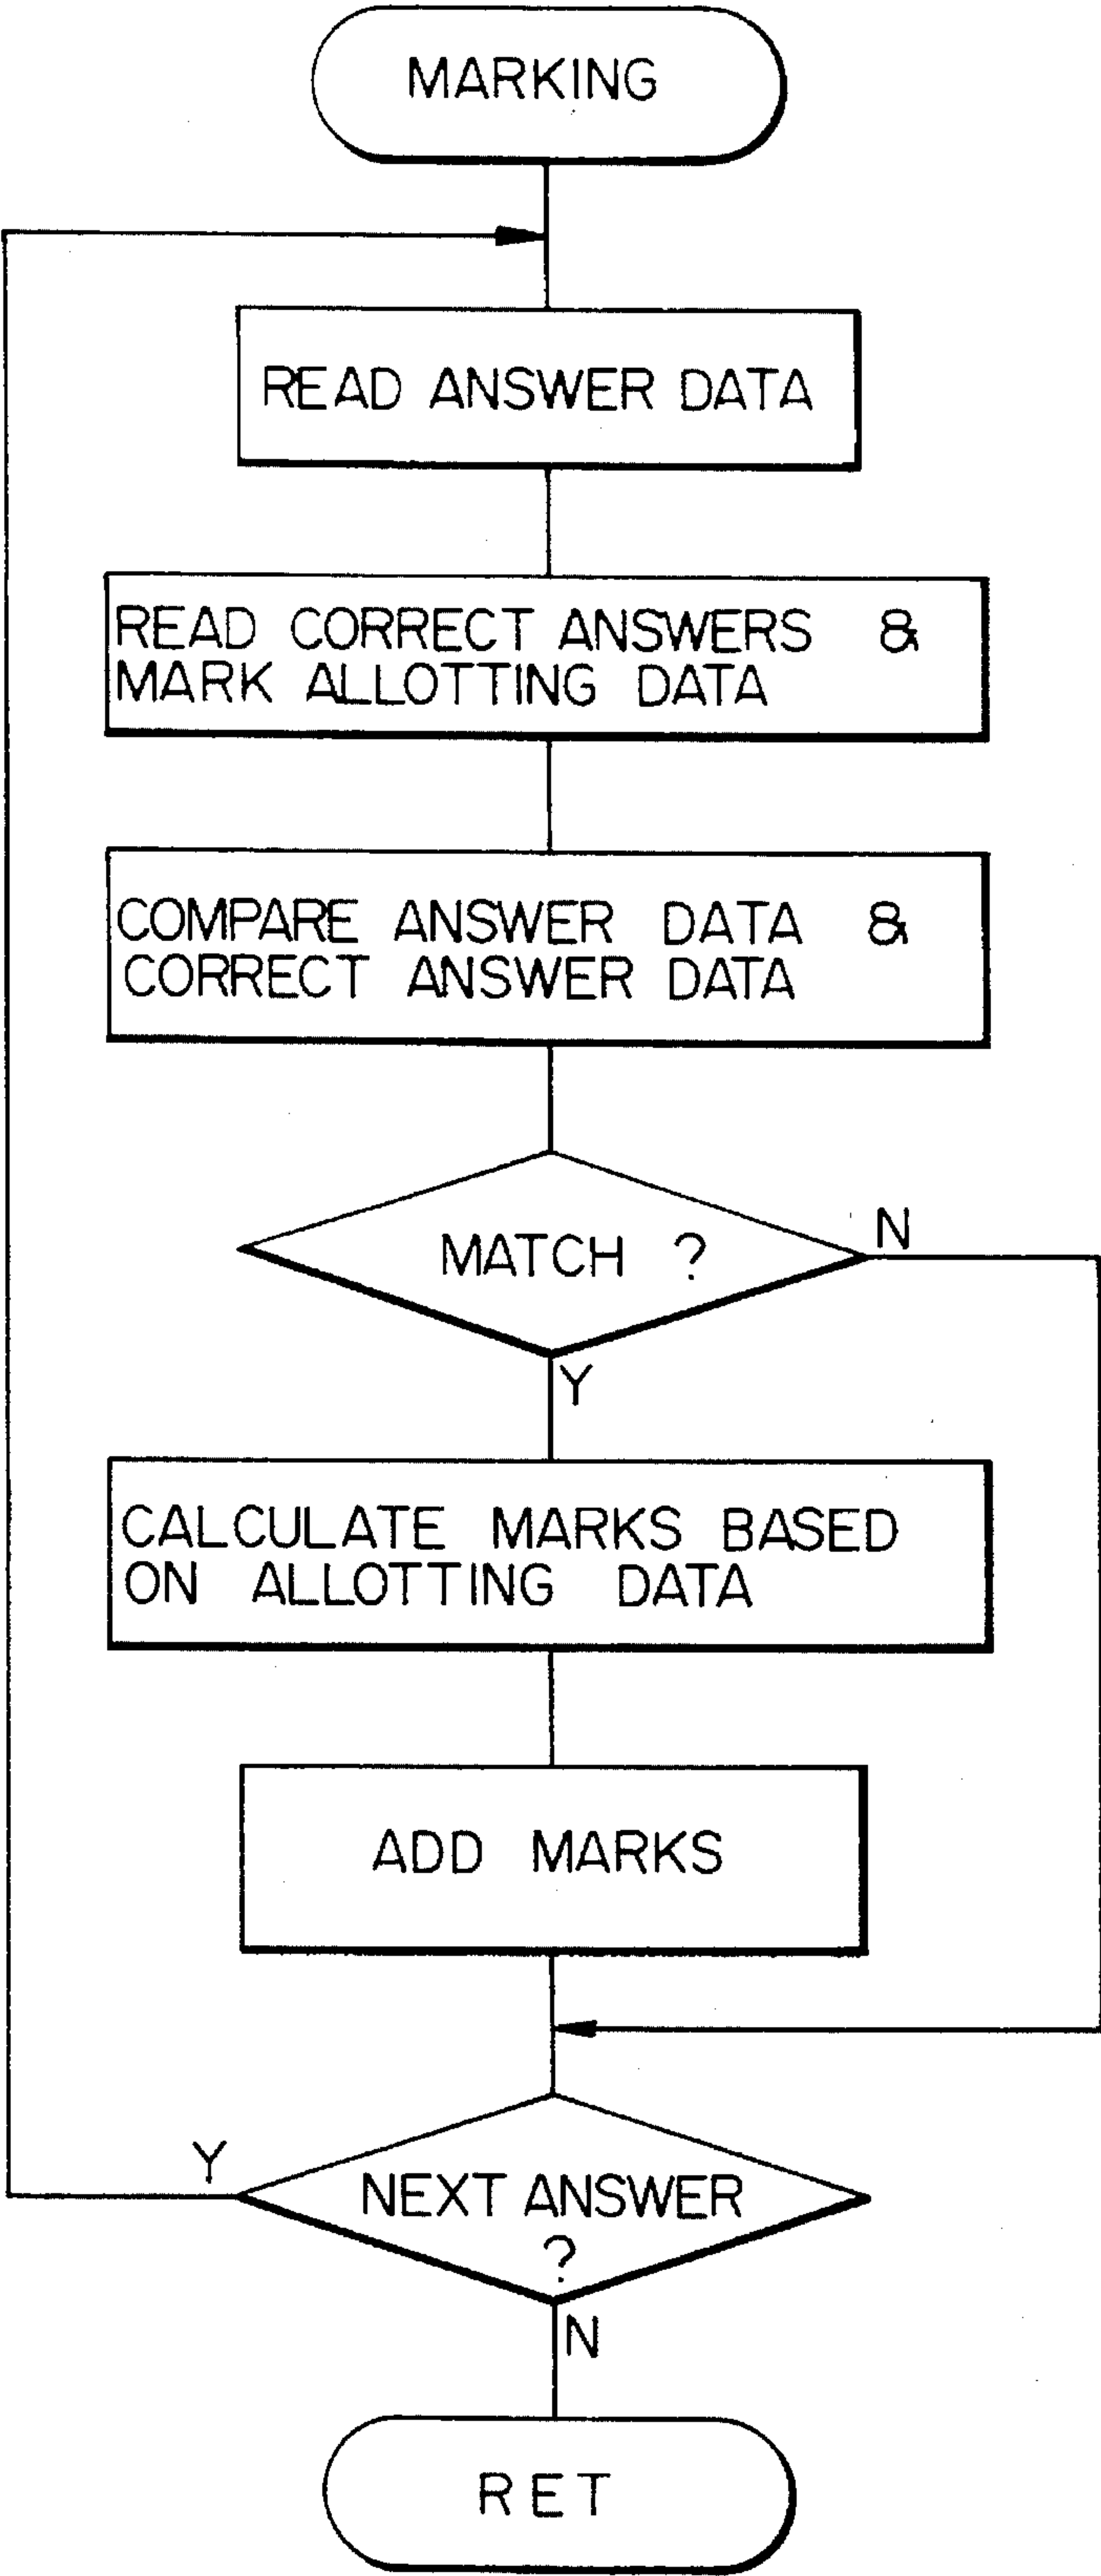 MARKING
READ ANSWER DATA
READ CORRECT ANSWERS &
MARK ALLOTTING DATA
COMPARE ANSWER DATA &
CORRECT ANSWER DATA
MATCH ?
N
Y
CALCULATE MARKS BASED
ON ALLOTTING DATA
ADD MARKS
Y
NEXT ANSWER
?
N
RET